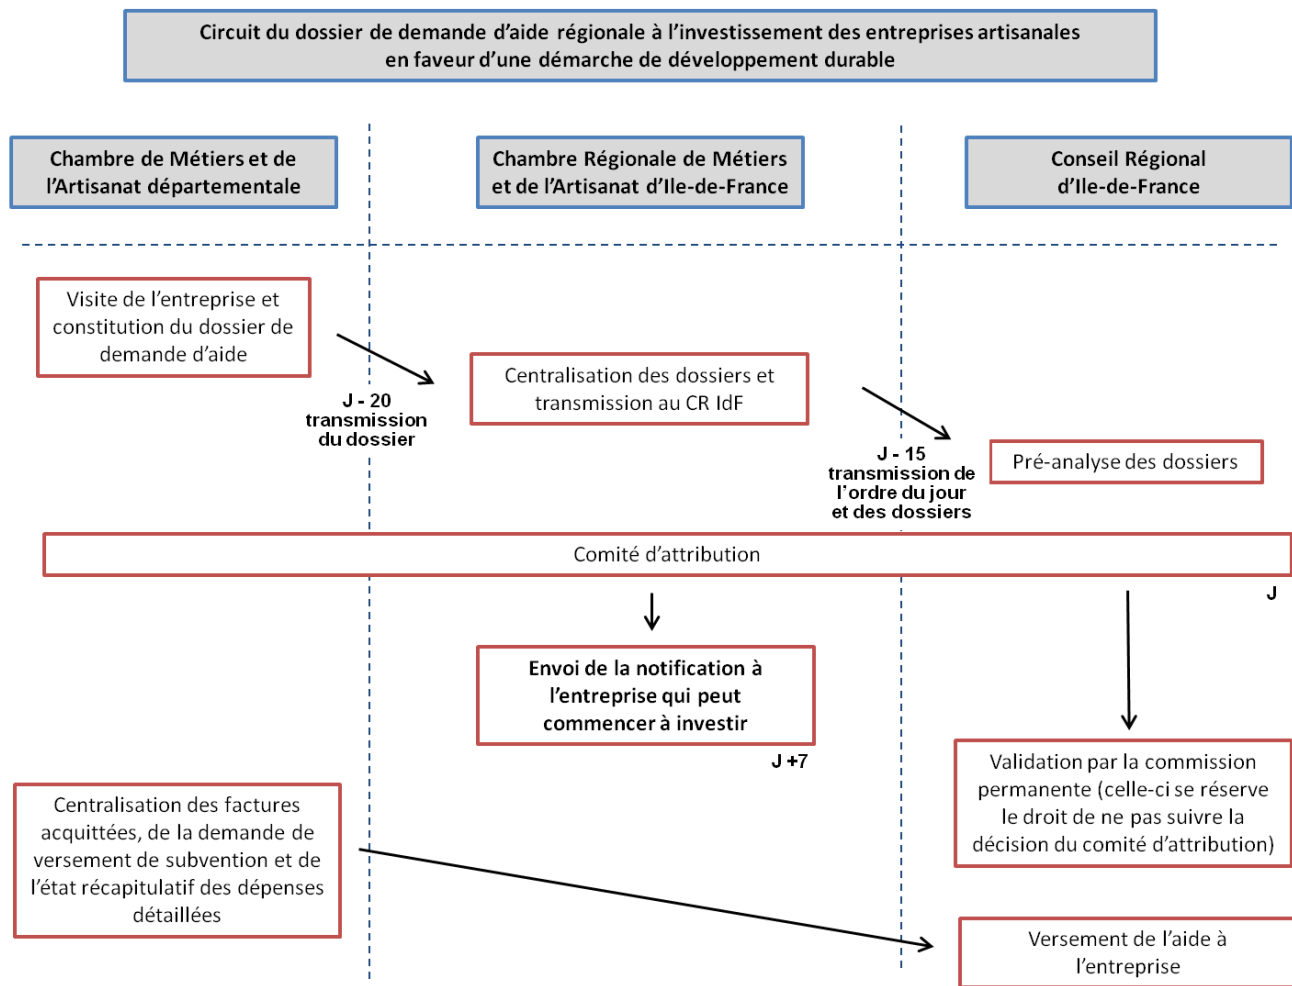 Circuit du dossier de demande d’aide régionale à l’investissement des entreprises artisanales
en faveur d’une démarche de développement durable
Chambre de Métiers et de
l’Artisanat départementale
Chambre Régionale de Métiers
et de l’Artisanat d’Ile-de-France
Conseil Régional
d’Ile-de-France
Visite de l’entreprise et
constitution du dossier de
demande d’aide
J - 20
transmission
du dossier
Centralisation des dossiers et
transmission au CR IdF
J - 15
transmission de
l’ordre du jour
et des dossiers
Pré-analyse des dossiers
Comité d’attribution
J
Envoi de la notification à
l’entreprise qui peut
commencer à investir
J +7
Validation par la commission
permanente (celle-ci se réserve
le droit de ne pas suivre la
décision du comité d’attribution)
Centralisation des factures
acquittées, de la demande de
versement de subvention et de
l’état récapitulatif des dépenses
détaillées
Versement de l’aide à
l’entreprise